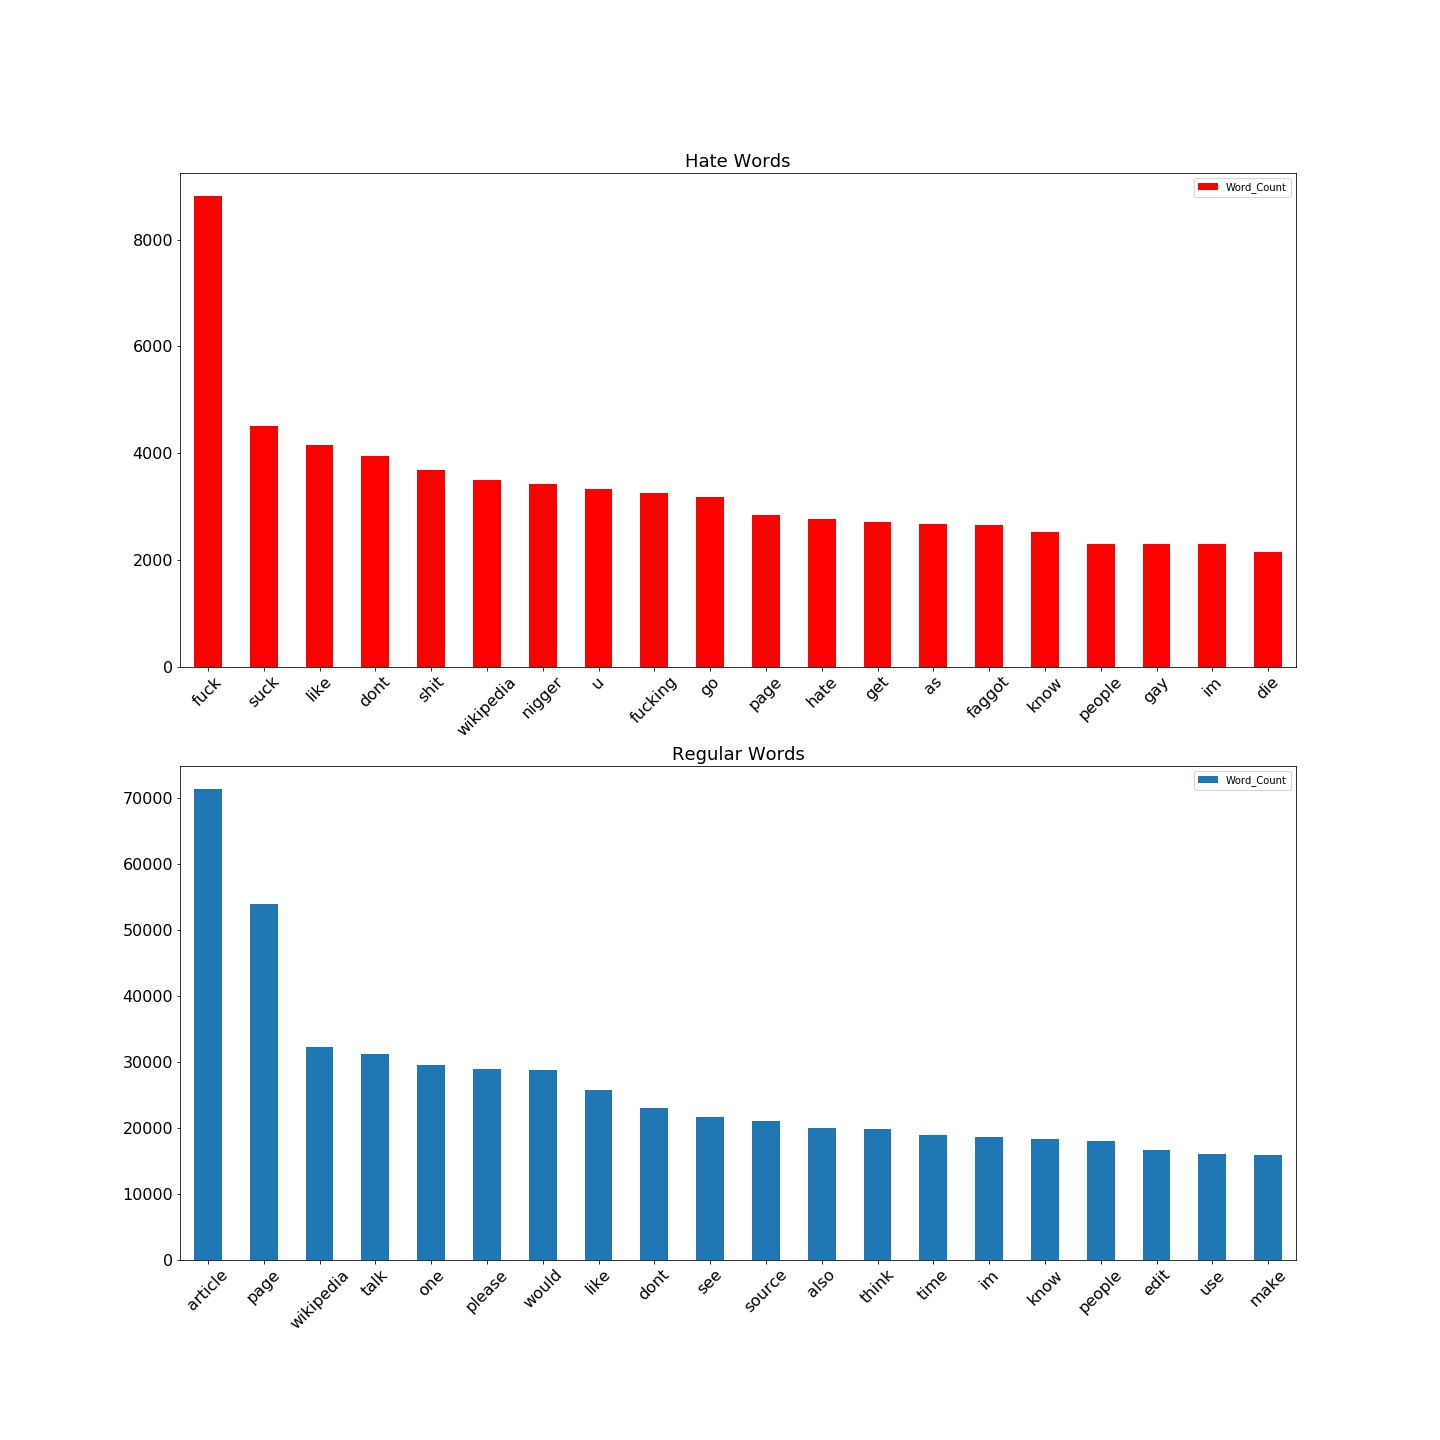 Hate Words
Word_Count
8000
6000
4000
2000
0
fuck suck like dont shit wikipedia nigger u fucking go page hate get as faggot know people gay im die
Regular Words
Word_Count
70000
60000
50000
40000
30000
20000
10000
0
article page wikipedia talk one please would like dont see source also think time im know people edit use make